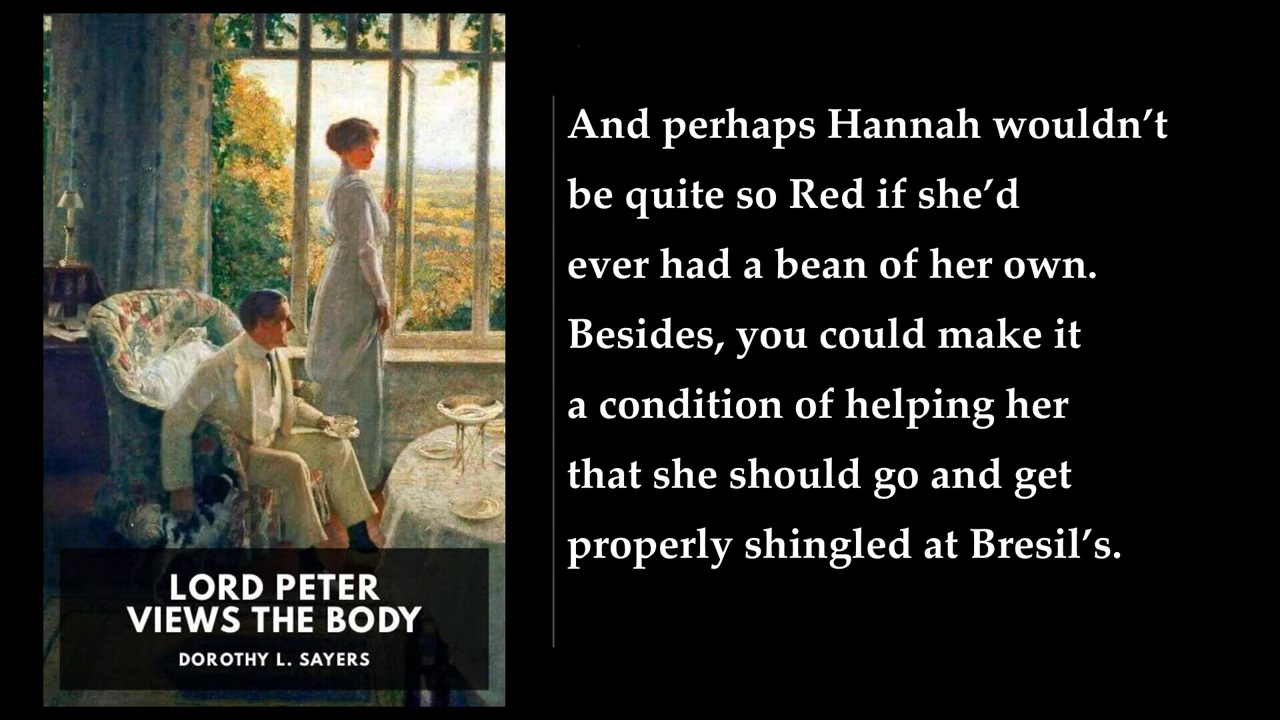 LORD PETER
VIEWS THE BODY
DOROTHY L. SAYERS
And perhaps Hannah wouldn’t
be quite so Red if she’d
ever had a bean of her own.
Besides, you could make it
a condition of helping her
that she should go and get
properly shingled at Bresil’s.